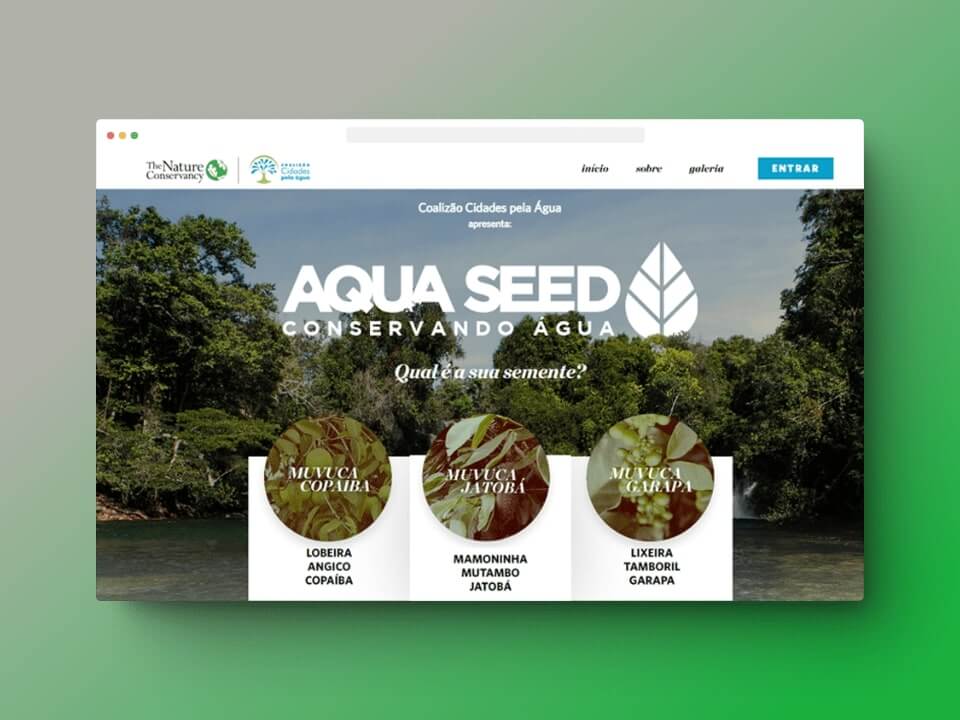 The Nature
Conservancy
COALIZÃO
Cidades
pela água
início
sobre
galeria
ENTRAR
Coalizão Cidades pela Água
apresenta:
AQUA SEED
CONSERVANDO ÁGUA
Qual é a sua semente?
MUVUCA
COPAÍBA
LOBEIRA
ANGICO
COPAÍBA
MUVUCA
JATOBÁ
MAMONINHA
MUTAMBO
JATOBÁ
MUVUCA
GARAPA
LIXEIRA
TAMBORIL
GARAPA